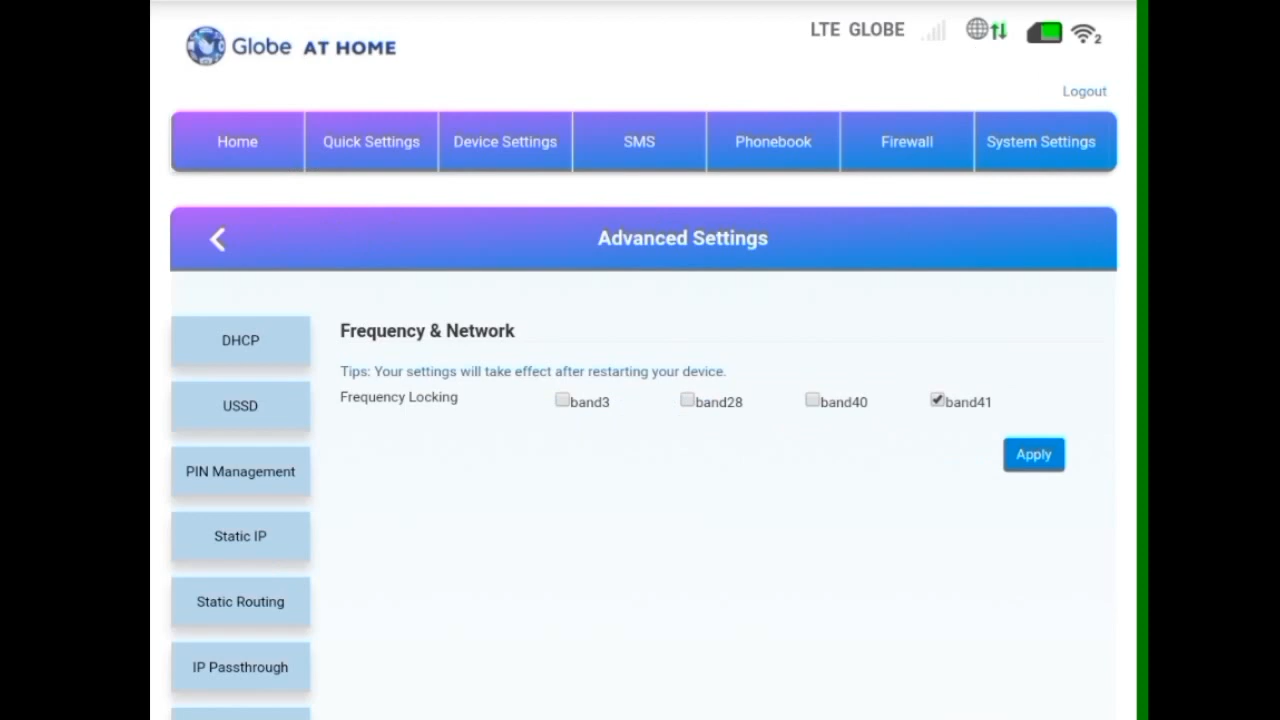 Globe AT HOME
LTE GLOBE
2
Logout
Home Quick Settings Device Settings SMS Phonebook Firewall System Settings
Advanced Settings
DHCP
USSD
PIN Management
Static IP
Static Routing
IP Passthrough
Frequency & Network
Tips: Your settings will take effect after restarting your device.
Frequency Locking band3 band28 band40 band41
Apply